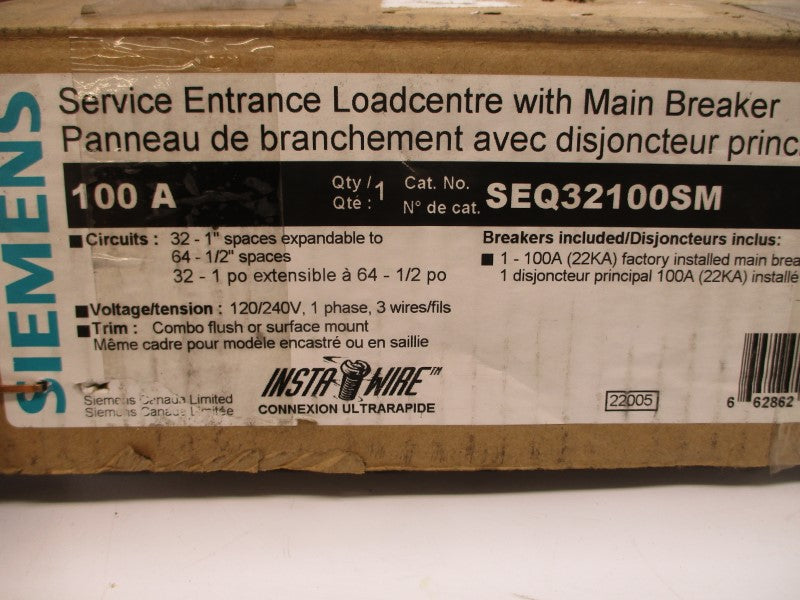 SIEMENS
Service Entrance Loadcentre with Main Breaker
Panneau de branchement avec disjoncteur princ
100 A
Qty / 1
Qté :
Cat. No. SEQ32100SM
N° de cat.
Circuits : 32 - 1" spaces expandable to
64 - 1/2" spaces
32 - 1 po extensible à 64 - 1/2 po
Breakers included/Disjoncteurs inclus:
1 - 100A (22KA) factory installed main brea
1 disjoncteur principal 100A (22KA) installé
Voltage/tension : 120/240V, 1 phase, 3 wires/fils
Trim : Combo flush or surface mount
Même cadre pour modèle encastré ou en saillie
INSTA WIRE™
CONNEXION ULTRARAPIDE
Siemens Canada Limited
Siemens Canada Limitée
22005
6 62862